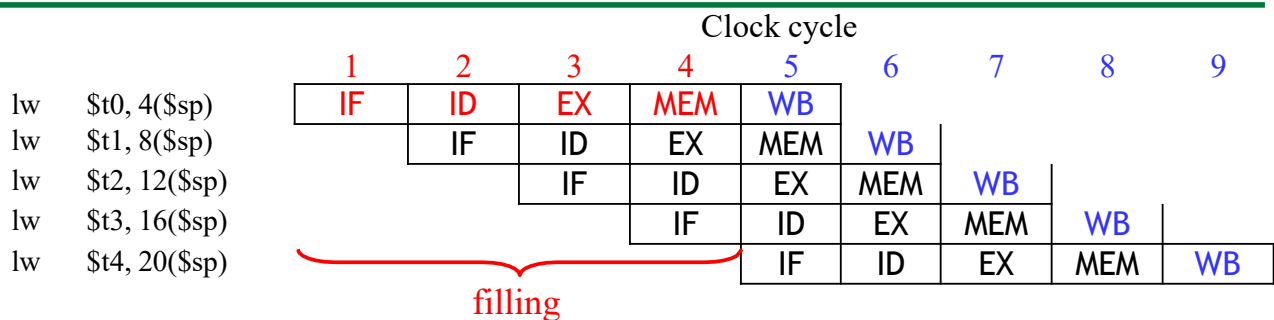 Clock cycle
1 2 3 4 5 6 7 8 9
lw $t0, 4($sp) IF ID EX MEM WB
lw $t1, 8($sp) IF ID EX MEM WB
lw $t2, 12($sp) IF ID EX MEM WB
lw $t3, 16($sp) IF ID EX MEM WB
lw $t4, 20($sp) IF ID EX MEM WB
filling